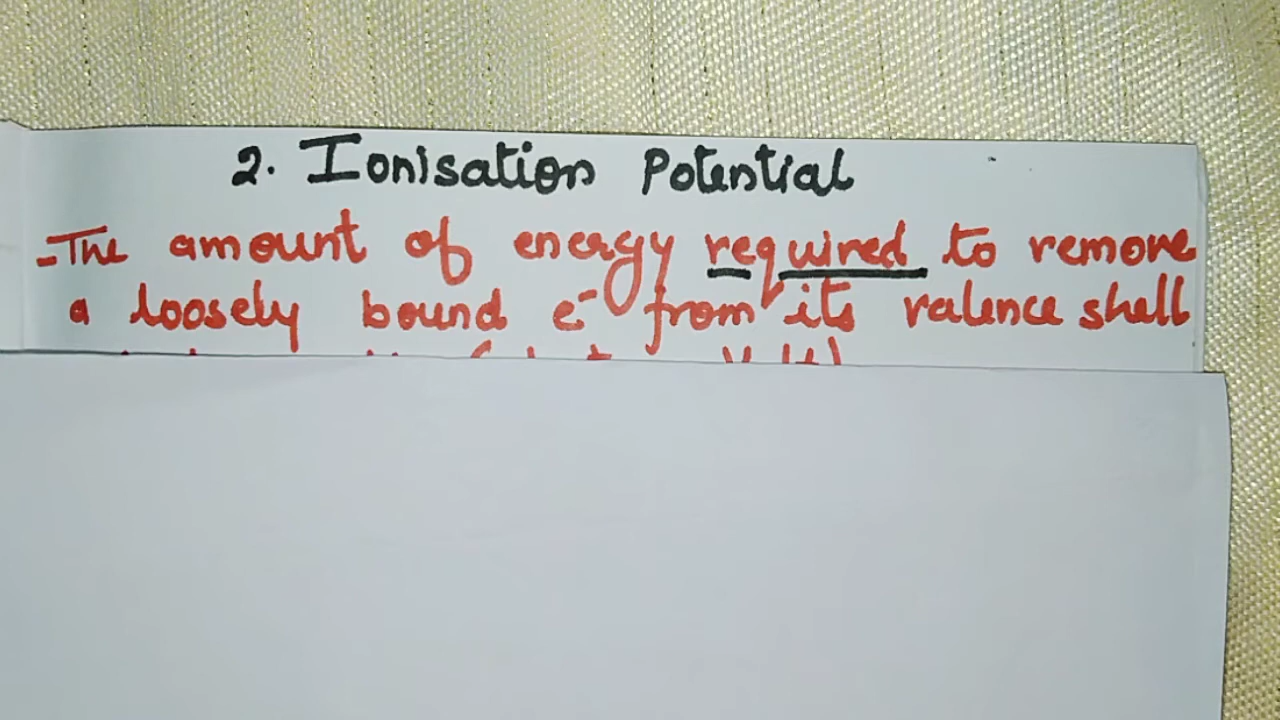 2. Ionisation Potential
-The amount of energy required to remove
a loosely bound e⁻ from its valence shell